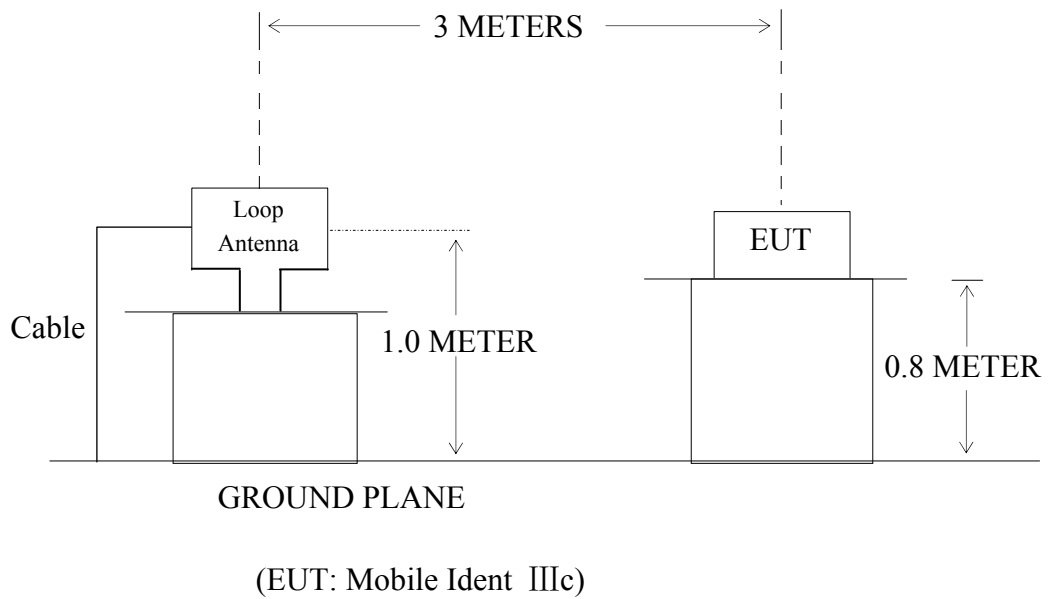 3 METERS
Loop
Antenna
EUT
Cable
1.0 METER
0.8 METER
GROUND PLANE
(EUT: Mobile Ident Ⅲc)